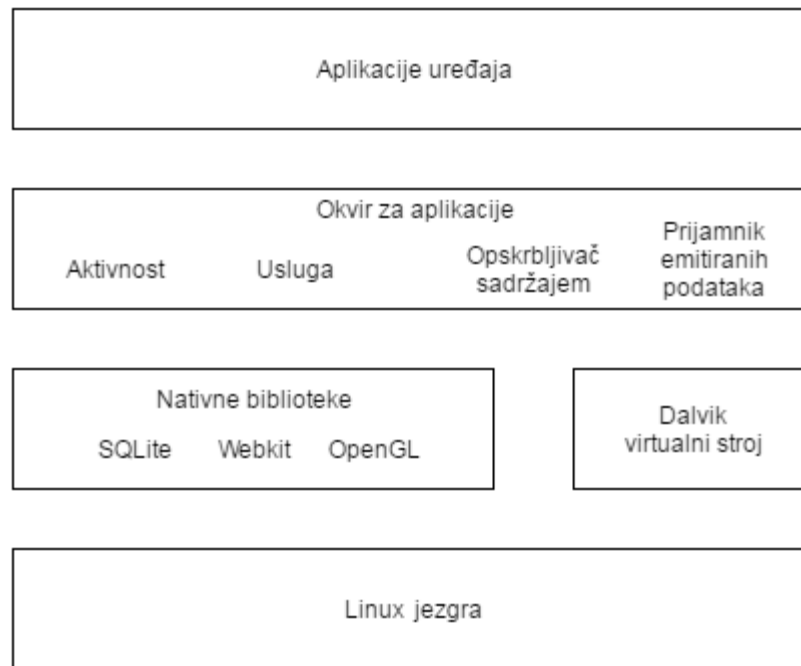 Aplikacije uređaja
Okvir za aplikacije
Aktivnost
Usluga
Opskrbljivač
sadržajem
Prijamnik
emitiranih
podataka
Nativne biblioteke
SQLite
Webkit
OpenGL
Dalvik
virtualni stroj
Linux jezgra